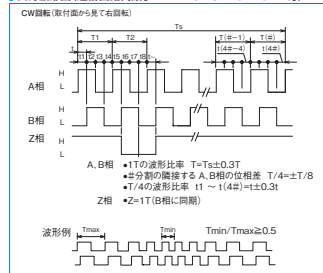 CW回転(取付面から見て右回転)
Ts
T1 T2 T(#−1) T(#)
t t(4#−4) t(4#)
t1 t2 t3 t4 t5 t6 t7 t8
A相 H L
B相 H L
Z相 H L
A、B相 •1Tの波形比率 T=Ts±0.3T
•#分割の隣接する A、B相の位相差 T/4=±T/8
•T/4の波形比率 t1 ～ t(4#)=t±0.3t
Z相 •Z=1T(B相に同期)
波形例 Tmax Tmin Tmin/Tmax≧0.5